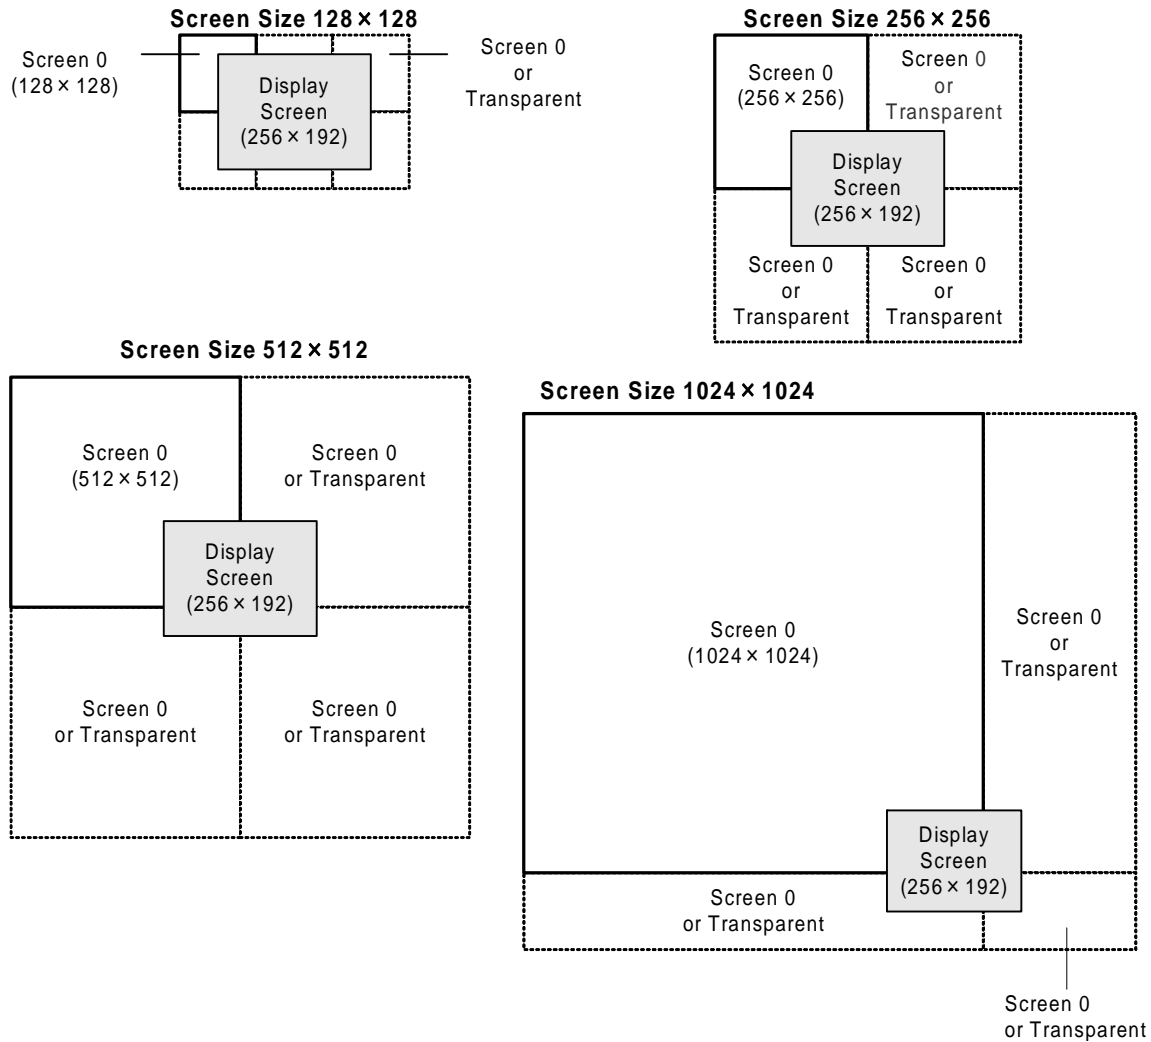 Screen Size 128 × 128
Screen 0
(128 × 128)
Display
Screen
(256 × 192)
Screen 0
or
Transparent
Screen Size 256 × 256
Screen 0
(256 × 256)
Screen 0
or
Transparent
Display
Screen
(256 × 192)
Screen 0
or
Transparent
Screen 0
or
Transparent
Screen Size 512 × 512
Screen 0
(512 × 512)
Screen 0
or Transparent
Display
Screen
(256 × 192)
Screen 0
or Transparent
Screen 0
or Transparent
Screen Size 1024 × 1024
Screen 0
(1024 × 1024)
Screen 0
or
Transparent
Display
Screen
(256 × 192)
Screen 0
or Transparent
Screen 0
or Transparent